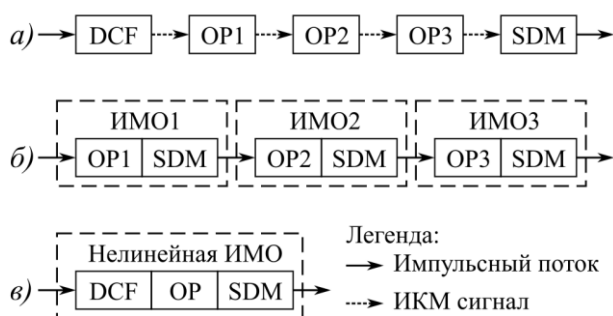 а) DCF OP1 OP2 OP3 SDM
ИМО1 ИМО2 ИМО3
б) OP1 SDM OP2 SDM OP3 SDM
Нелинейная ИМО
в) DCF OP SDM
Легенда:
Импульсный поток
ИКМ сигнал